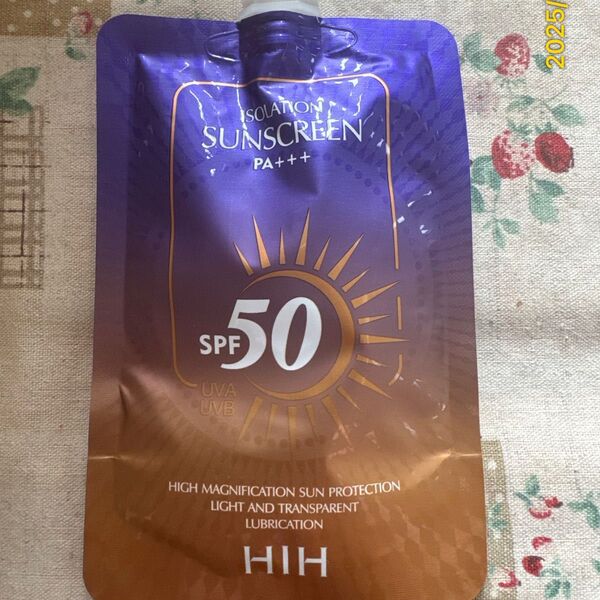 2025/
ISOLATION
SUNSCREEN
PA+++
SPF 50
UVA
UVB
HIGH MAGNIFICATION SUN PROTECTION
LIGHT AND TRANSPARENT
LUBRICATION
HIH